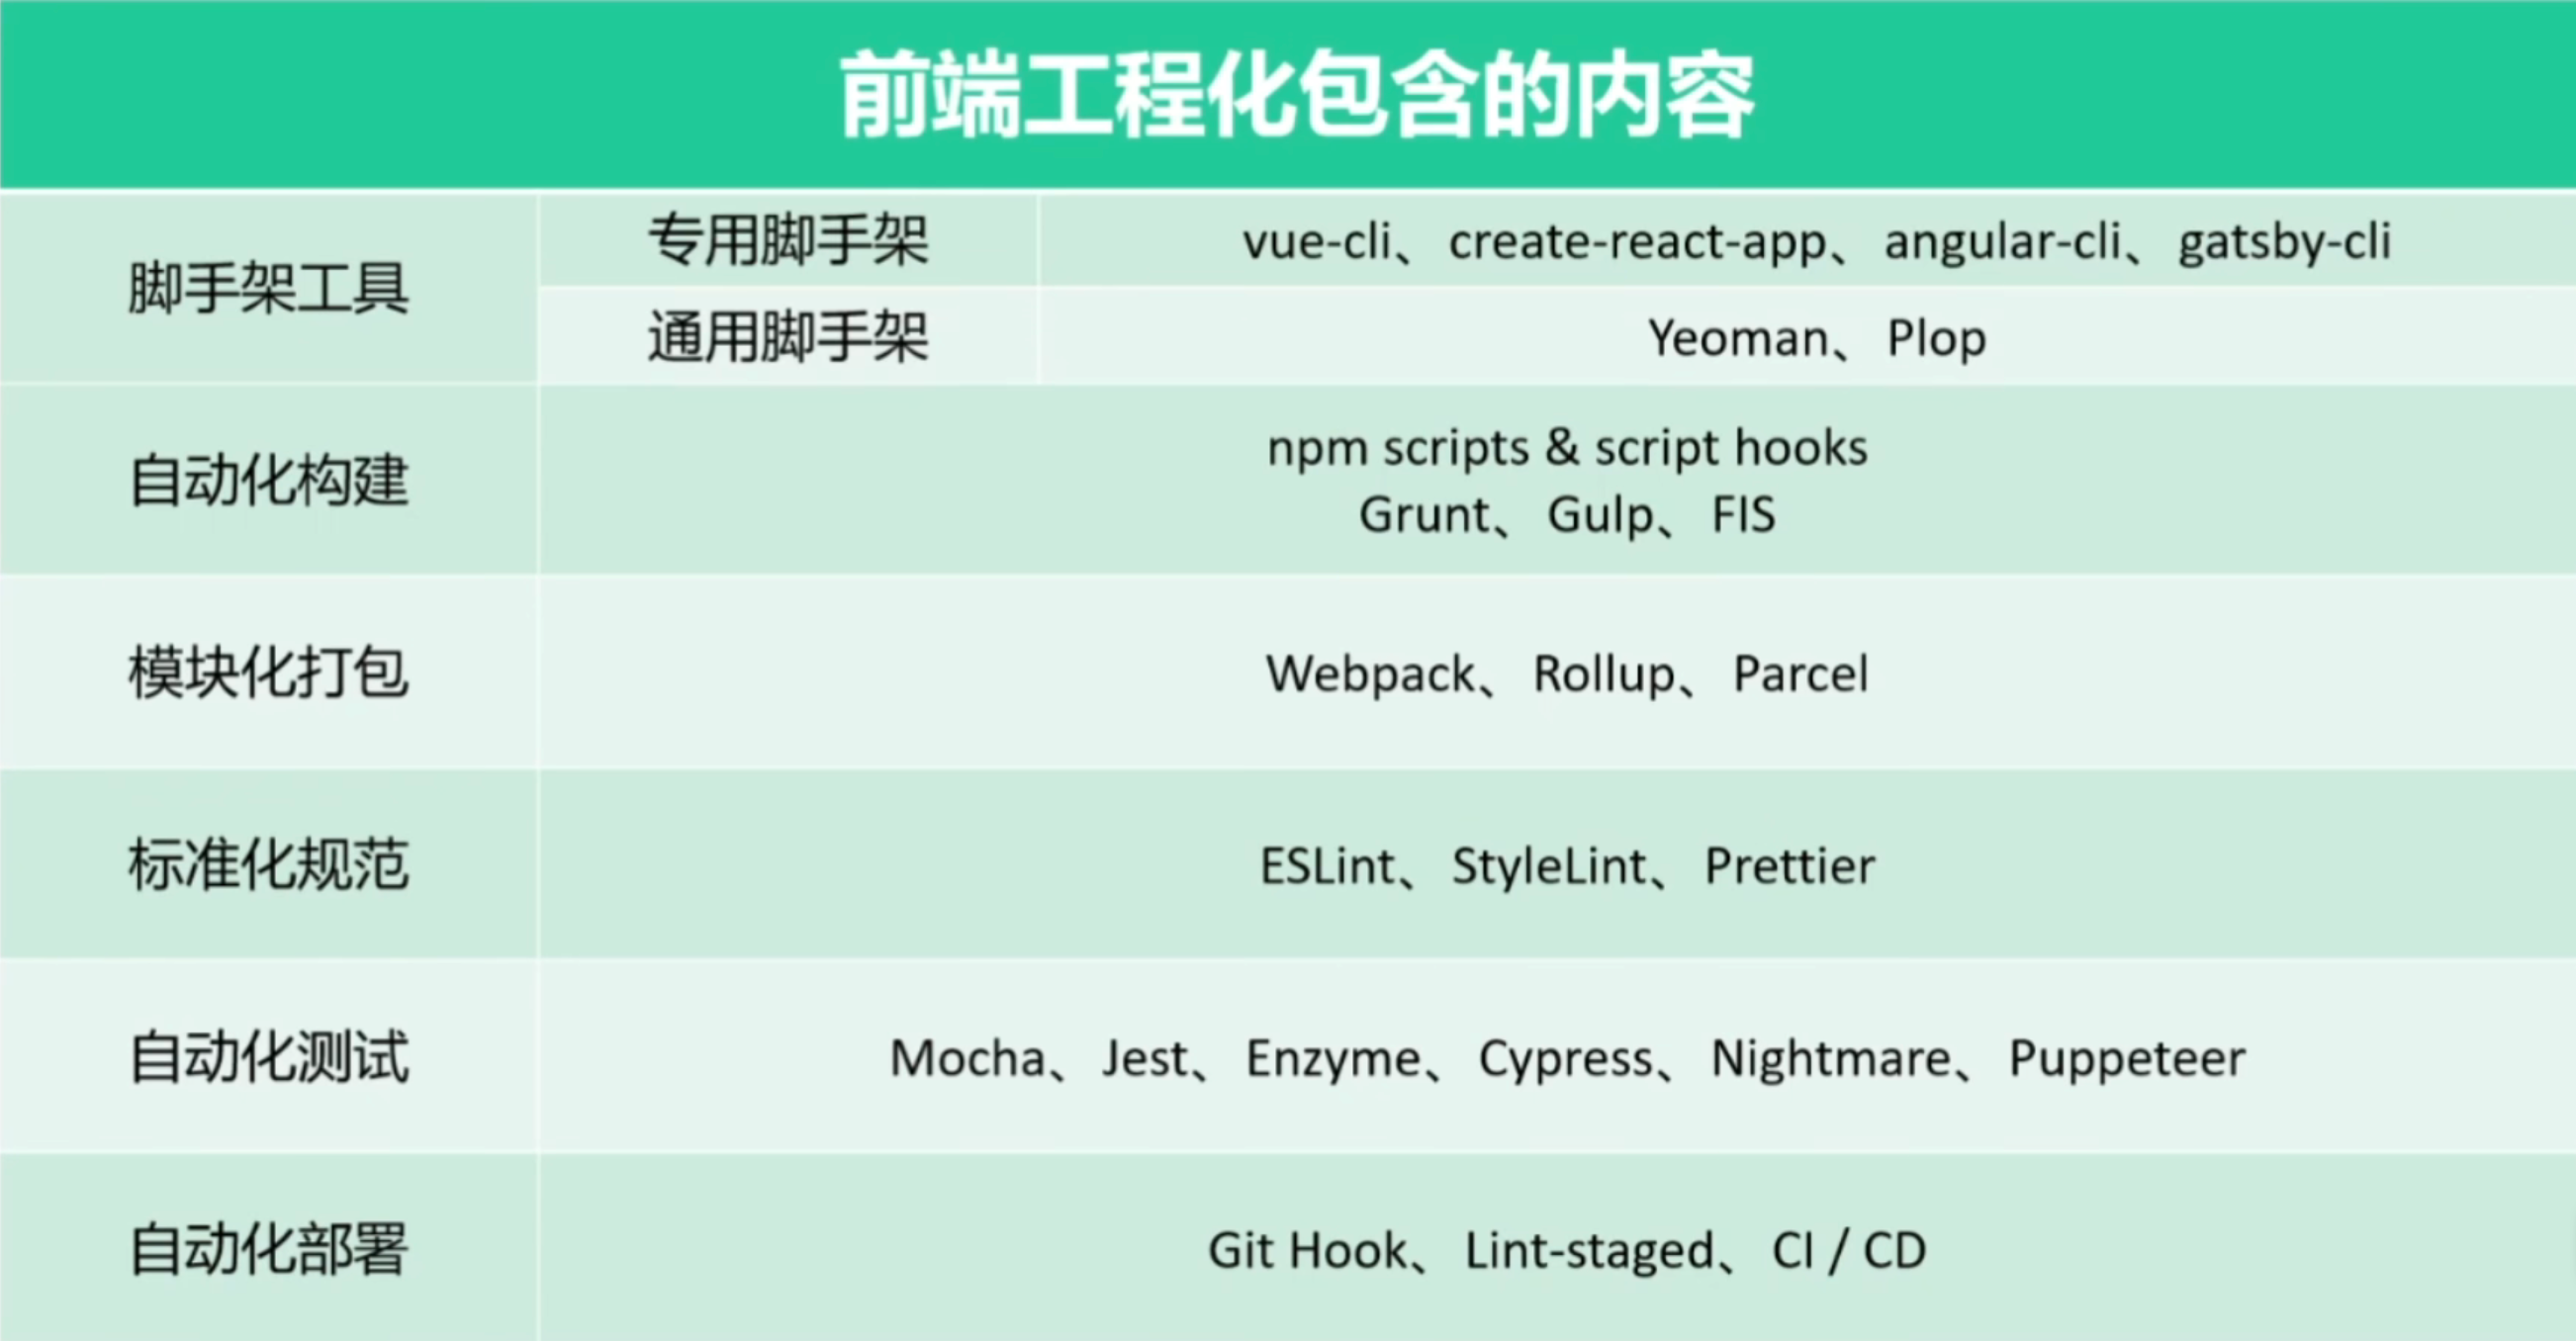 前端工程化包含的内容
脚手架工具
专用脚手架
vue-cli、create-react-app、angular-cli、gatsby-cli
通用脚手架
Yeoman、Plop
自动化构建
npm scripts & script hooks
Grunt、Gulp、FIS
模块化打包
Webpack、Rollup、Parcel
标准化规范
ESLint、StyleLint、Prettier
自动化测试
Mocha、Jest、Enzyme、Cypress、Nightmare、Puppeteer
自动化部署
Git Hook、Lint-staged、CI / CD